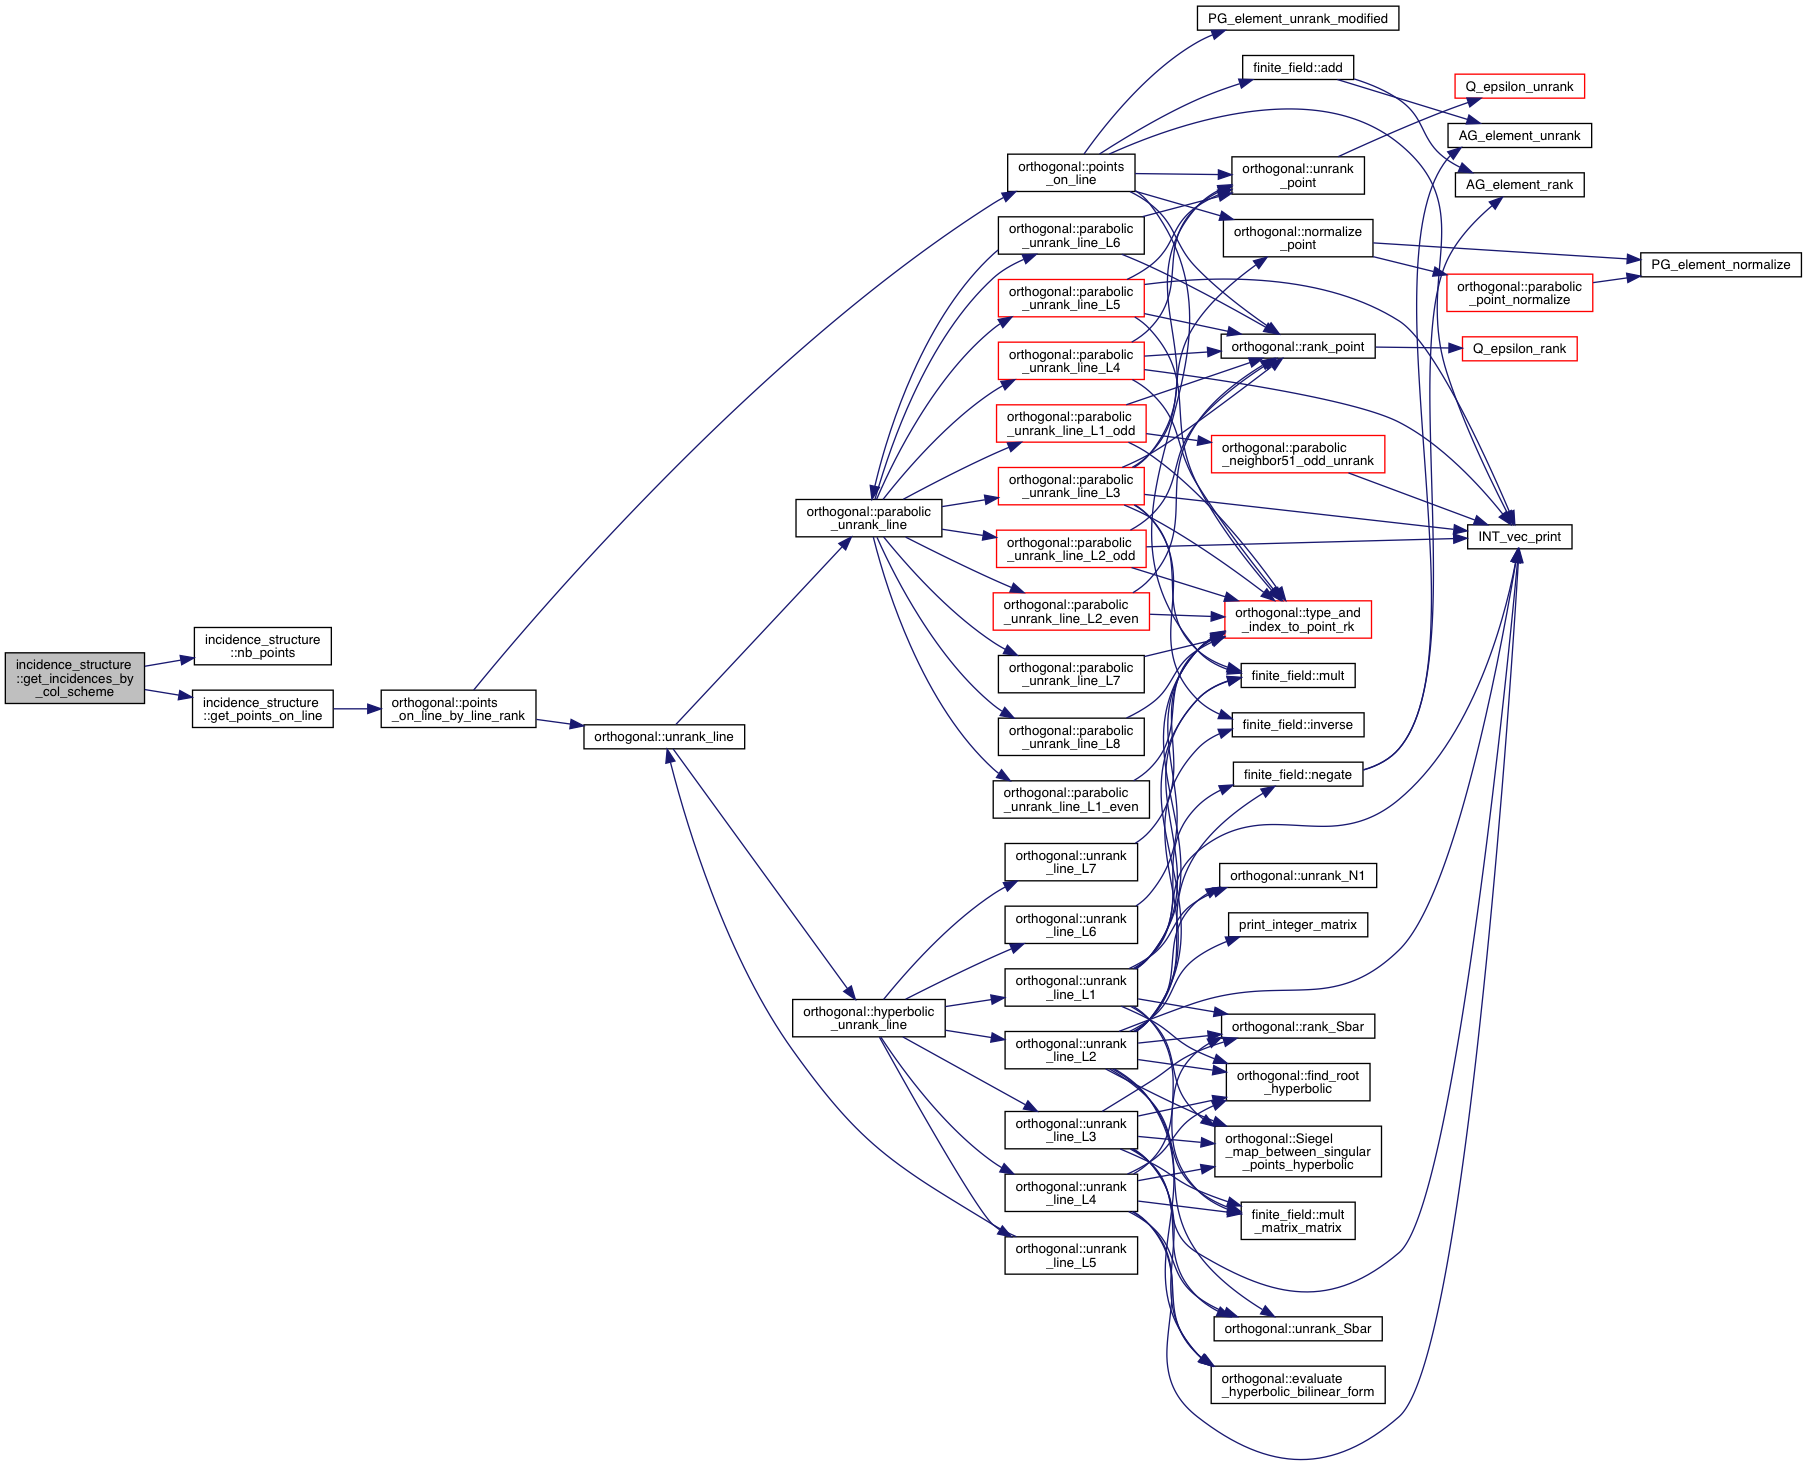 incidence_structure
::get_incidences_by
_col_scheme
incidence_structure
::nb_points
incidence_structure
::get_points_on_line
orthogonal::points
_on_line_by_line_rank
orthogonal::unrank_line
orthogonal::parabolic
_unrank_line
orthogonal::hyperbolic
_unrank_line
orthogonal::points
_on_line
orthogonal::parabolic
_unrank_line_L6
orthogonal::parabolic
_unrank_line_L5
orthogonal::parabolic
_unrank_line_L4
orthogonal::parabolic
_unrank_line_L1_odd
orthogonal::parabolic
_unrank_line_L3
orthogonal::parabolic
_unrank_line_L2_odd
orthogonal::parabolic
_unrank_line_L2_even
orthogonal::parabolic
_unrank_line_L7
orthogonal::parabolic
_unrank_line_L8
orthogonal::parabolic
_unrank_line_L1_even
orthogonal::unrank
_line_L7
orthogonal::unrank
_line_L6
orthogonal::unrank
_line_L1
orthogonal::unrank
_line_L2
orthogonal::unrank
_line_L3
orthogonal::unrank
_line_L4
orthogonal::unrank
_line_L5
PG_element_unrank_modified
finite_field::add
orthogonal::unrank
_point
orthogonal::normalize
_point
orthogonal::rank_point
orthogonal::parabolic
_neighbor51_odd_unrank
orthogonal::type_and
_index_to_point_rk
finite_field::mult
finite_field::inverse
finite_field::negate
orthogonal::unrank_N1
print_integer_matrix
orthogonal::rank_Sbar
orthogonal::find_root
_hyperbolic
orthogonal::Siegel
_map_between_singular
_points_hyperbolic
finite_field::mult
_matrix_matrix
orthogonal::unrank_Sbar
orthogonal::evaluate
_hyperbolic_bilinear_form
Q_epsilon_unrank
AG_element_unrank
AG_element_rank
orthogonal::parabolic
_point_normalize
Q_epsilon_rank
INT_vec_print
PG_element_normalize